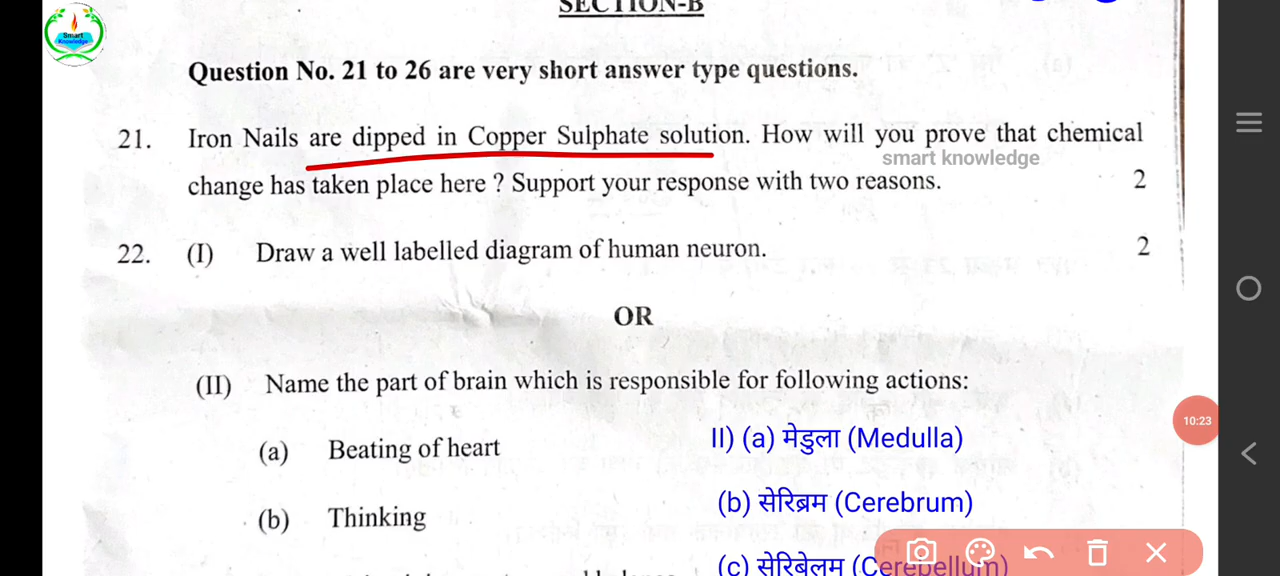 Smart
Knowledge
SECTION-B
Question No. 21 to 26 are very short answer type questions.
21. Iron Nails are dipped in Copper Sulphate solution. How will you prove that chemical
smart knowledge
change has taken place here ? Support your response with two reasons. 2
22. (I) Draw a well labelled diagram of human neuron. 2
OR
(II) Name the part of brain which is responsible for following actions:
(a) Beating of heart II) (a) मेडुला (Medulla)
(b) Thinking (b) सेरिब्रम (Cerebrum)
(c) सेरिबेलम (Cerebellum)
10:23